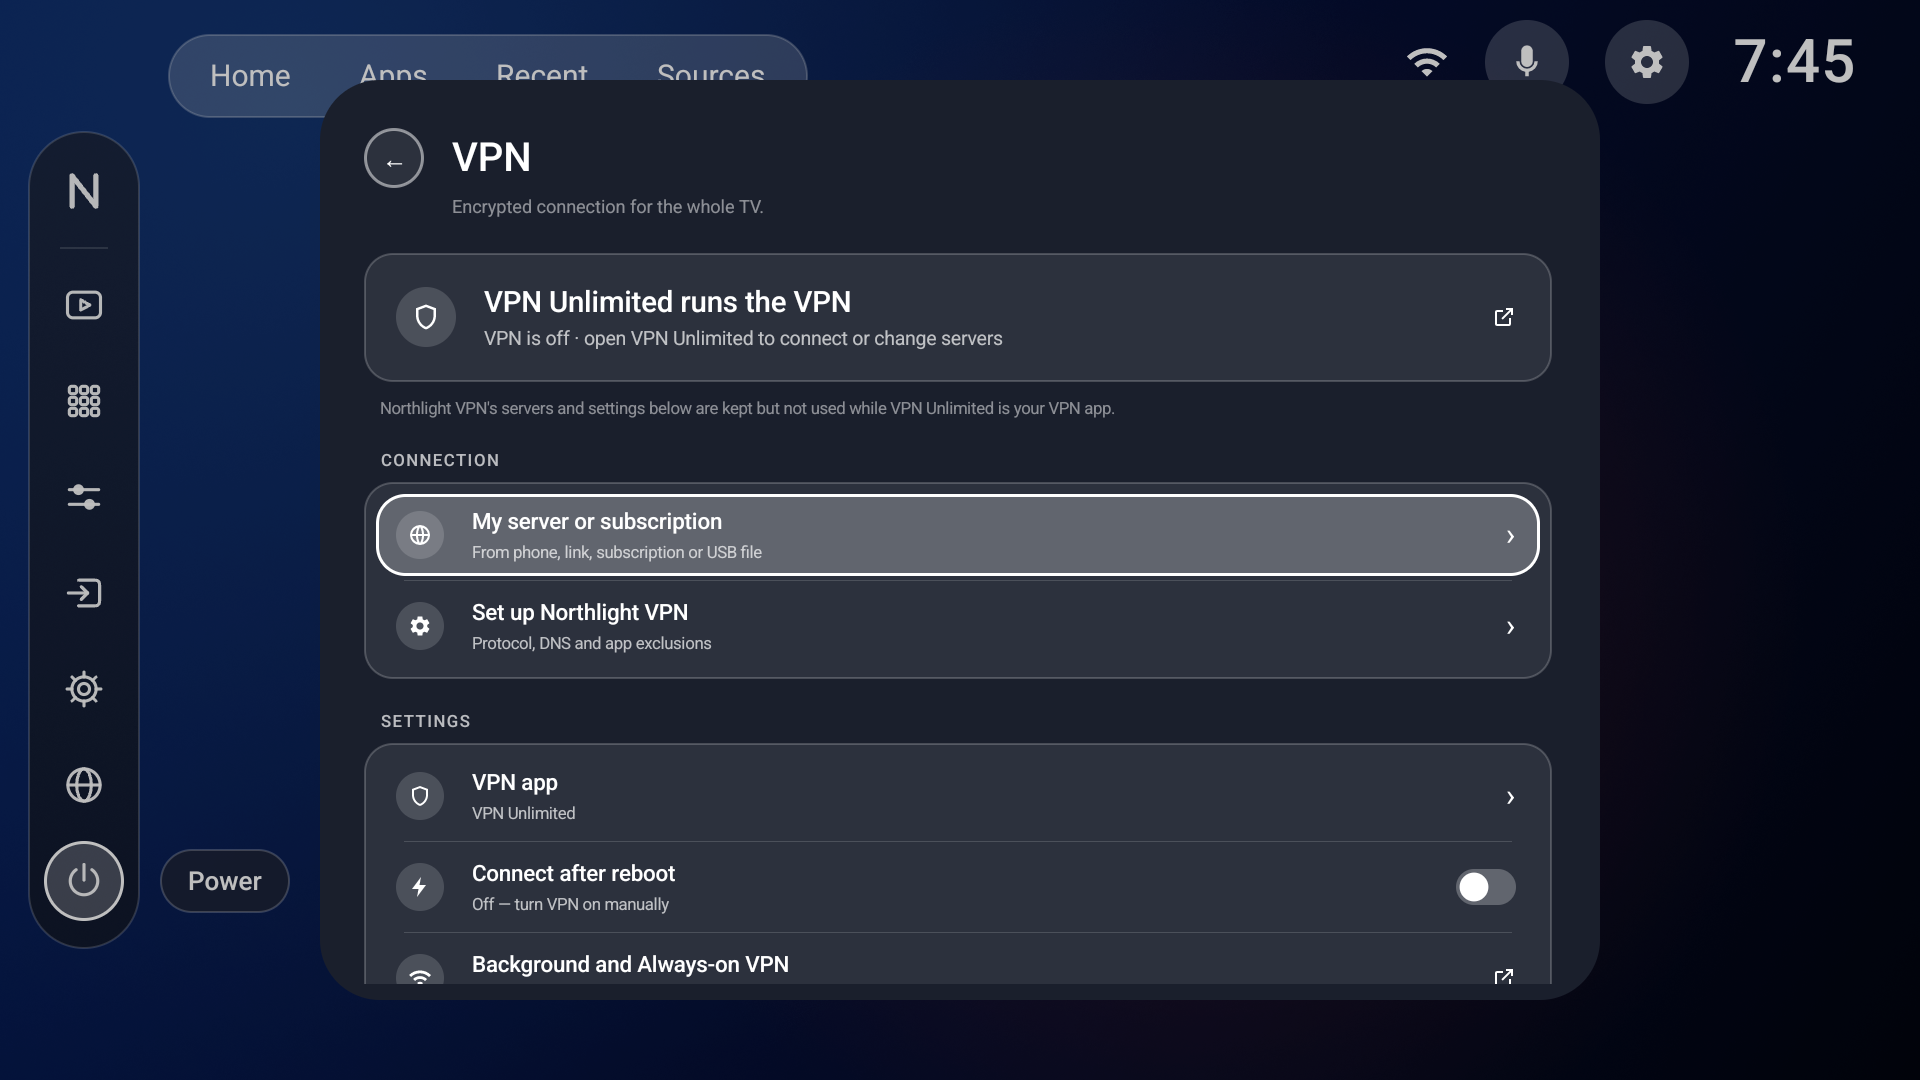 Home
Apps
Recent
Sources
7:45
N
←
VPN
Encrypted connection for the whole TV.
VPN Unlimited runs the VPN
VPN is off · open VPN Unlimited to connect or change servers
Northlight VPN's servers and settings below are kept but not used while VPN Unlimited is your VPN app.
CONNECTION
My server or subscription
From phone, link, subscription or USB file
›
Set up Northlight VPN
Protocol, DNS and app exclusions
›
SETTINGS
VPN app
VPN Unlimited
›
Connect after reboot
Off — turn VPN on manually
Background and Always-on VPN
Power